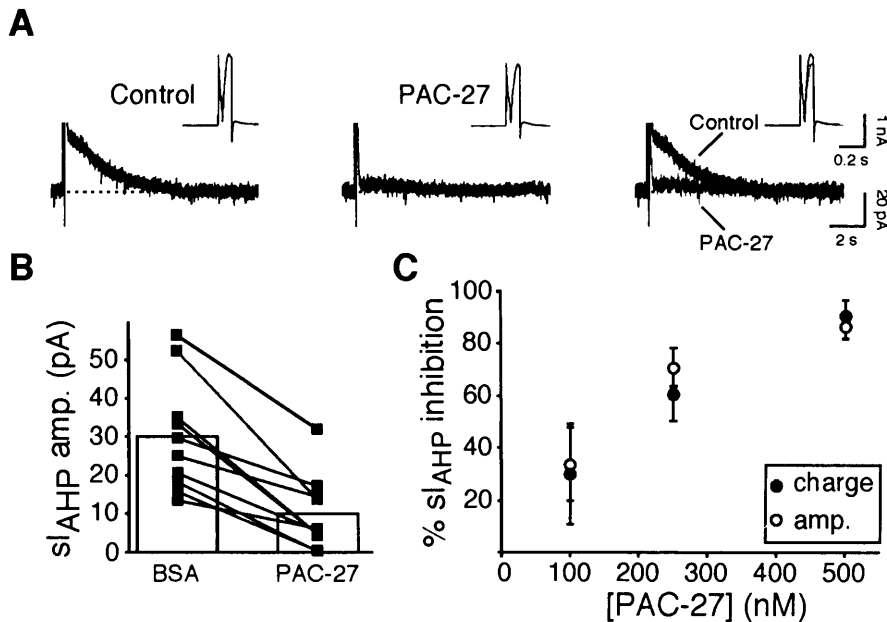 A
Control
PAC-27
Control
PAC-27
1 nA
0.2 s
20 pA
2 s
B
sIAHP amp. (pA)
50
40
30
20
10
0
BSA
PAC-27
C
% sIAHP inhibition
100
80
60
40
20
charge
amp.
0
100
200
300
400
500
[PAC-27] (nM)